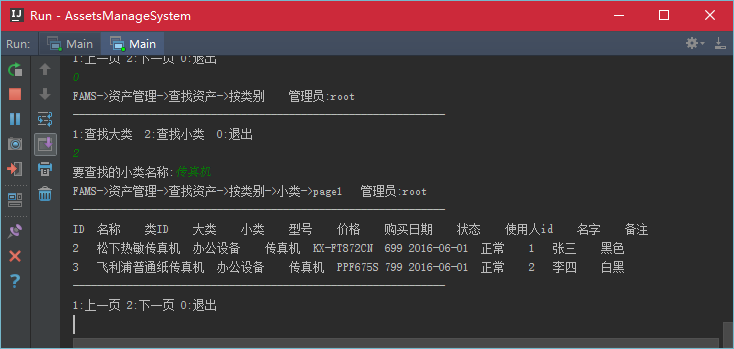 Run - AssetsManageSystem
Run: Main Main
1:上一页 2:下一页 0:退出
0
FAMS->资产管理->查找资产->按类别 管理员:root
----------------------------------------------------------------
1:查找大类 2:查找小类 0:退出
2
要查找的小类名称:传真机
FAMS->资产管理->查找资产->按类别->小类->page1 管理员:root
----------------------------------------------------------------
ID 名称 类ID 大类 小类 型号 价格 购买日期 状态 使用人id 名字 备注
2 松下热敏传真机 办公设备 传真机 KX-FT872CN 699 2016-06-01 正常 1 张三 黑色
3 飞利浦普通纸传真机 办公设备 传真机 PPF675S 799 2016-06-01 正常 2 李四 白黑
----------------------------------------------------------------
1:上一页 2:下一页 0:退出